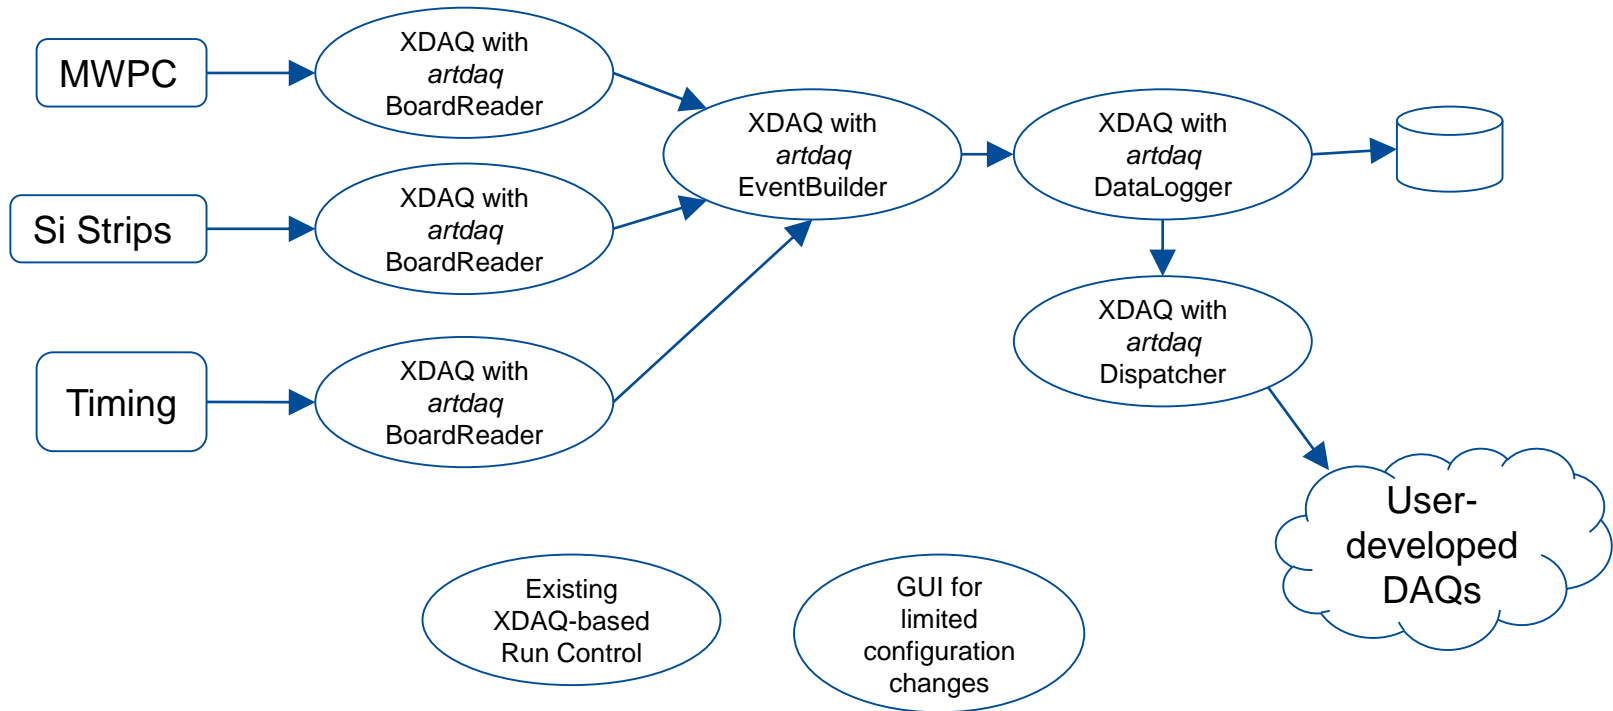 MWPC
XDAQ with
artdaq
BoardReader
XDAQ with
artdaq
EventBuilder
XDAQ with
artdaq
DataLogger
Si Strips
XDAQ with
artdaq
BoardReader
XDAQ with
artdaq
Dispatcher
Timing
XDAQ with
artdaq
BoardReader
User-
developed
DAQs
Existing
XDAQ-based
Run Control
GUI for
limited
configuration
changes